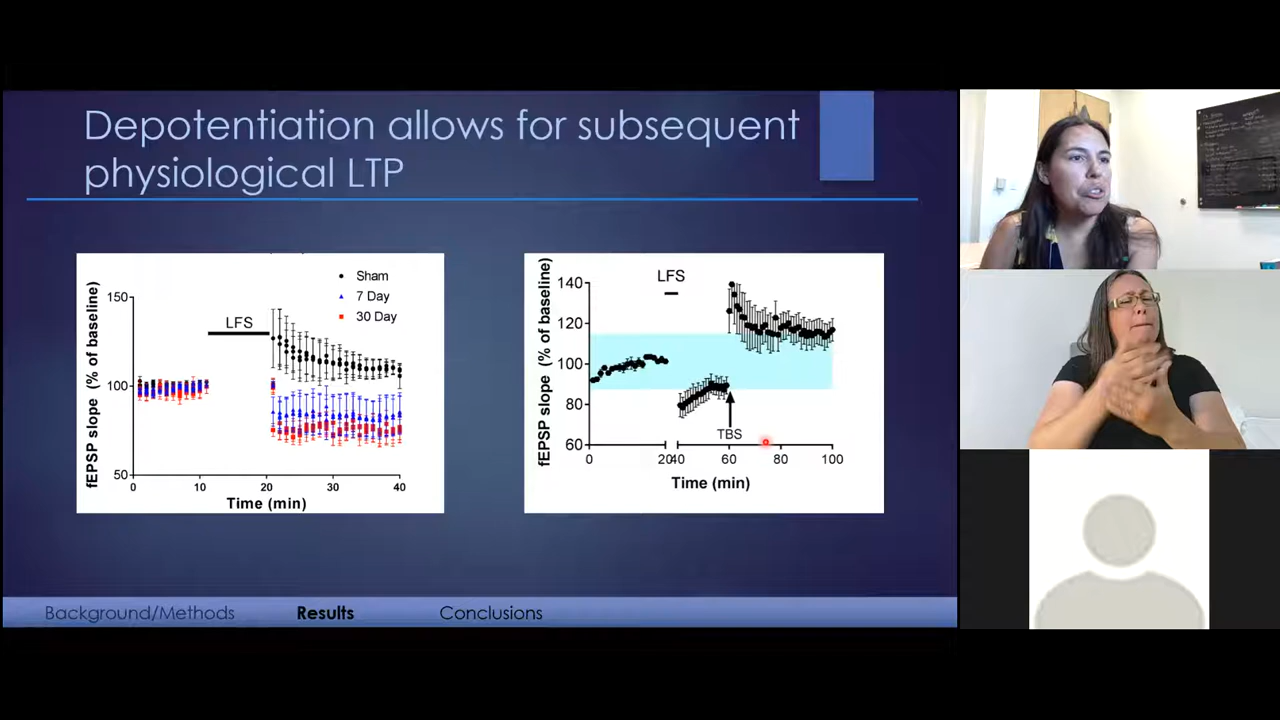 Depotentiation allows for subsequent
physiological LTP
fEPSP slope (% of baseline)
150
100
50
LFS
Sham
7 Day
30 Day
0
10
20
30
40
Time (min)
fEPSP slope (% of baseline)
140
120
100
80
60
LFS
TBS
0
20
40
60
80
100
Time (min)
Background/Methods
Results
Conclusions